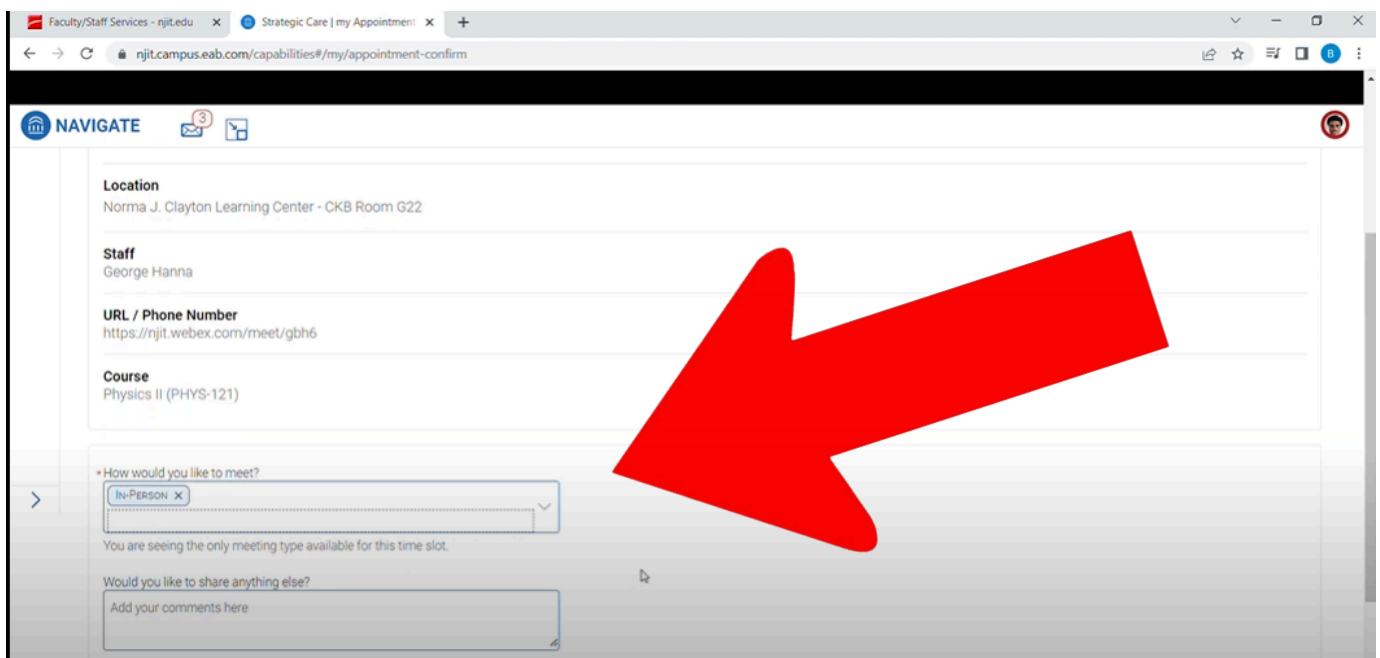 Faculty/Staff Services - njit.edu
Strategic Care | my Appointment
njit.campus.eab.com/capabilities#/my/appointment-confirm
B
NAVIGATE
3
Location
Norma J. Clayton Learning Center - CKB Room G22
Staff
George Hanna
URL / Phone Number
https://njit.webex.com/meet/gbh6
Course
Physics II (PHYS-121)
*How would you like to meet?
IN-PERSON
You are seeing the only meeting type available for this time slot.
Would you like to share anything else?
Add your comments here